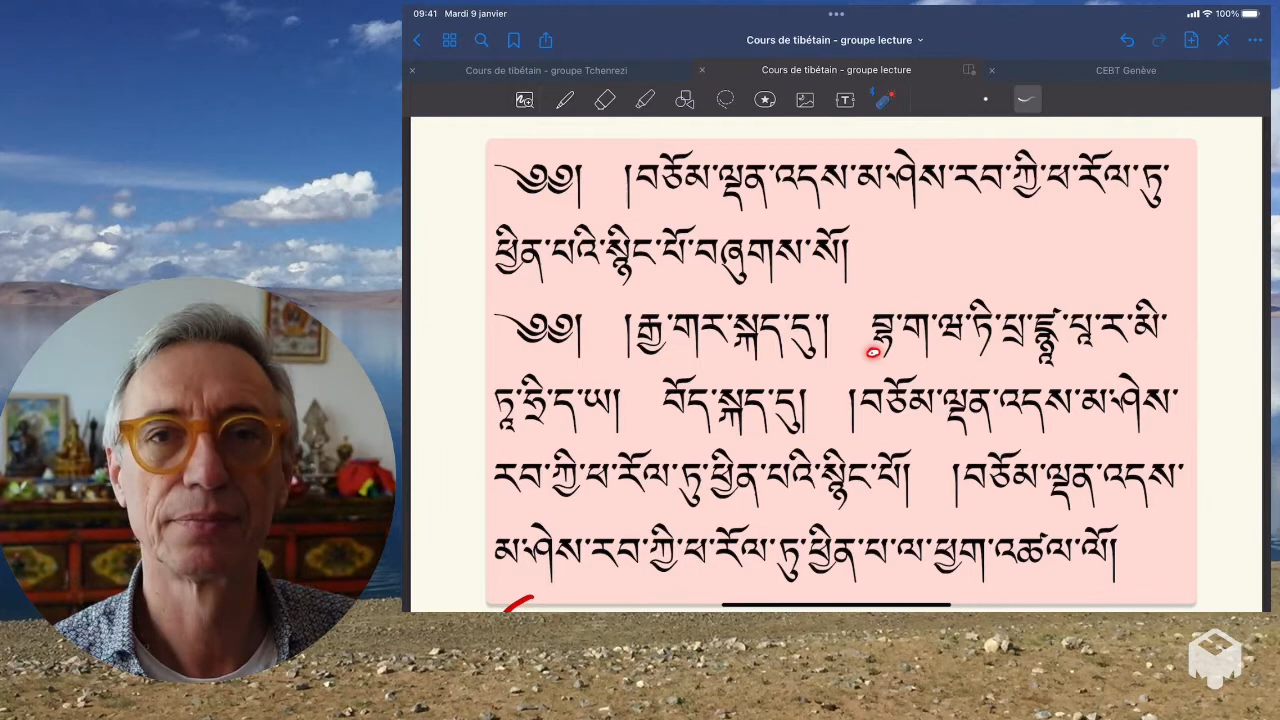 09:41 Mardi 9 janvier
100%
Cours de tibétain - groupe lecture
Cours de tibétain - groupe Tchenrezi
Cours de tibétain - groupe lecture
CEBT Genève
༄༅། །བཅོམ་ལྡན་འདས་མ་ཤེས་རབ་ཀྱི་ཕ་རོལ་ཏུ་
ཕྱིན་པའི་སྙིང་པོ་བཞུགས་སོ།
༄༅། །རྒྱ་གར་སྐད་དུ། བྷ་ག་ཝ་ཏི་པྲ་ཛྙཱ་པཱ་ར་མི་
ཏཱ་ཧྲི་ད་ཡ། བོད་སྐད་དུ། །བཅོམ་ལྡན་འདས་མ་ཤེས་
རབ་ཀྱི་ཕ་རོལ་ཏུ་ཕྱིན་པའི་སྙིང་པོ། །བཅོམ་ལྡན་འདས་
མ་ཤེས་རབ་ཀྱི་ཕ་རོལ་ཏུ་ཕྱིན་པ་ལ་ཕྱག་འཚལ་ལོ།